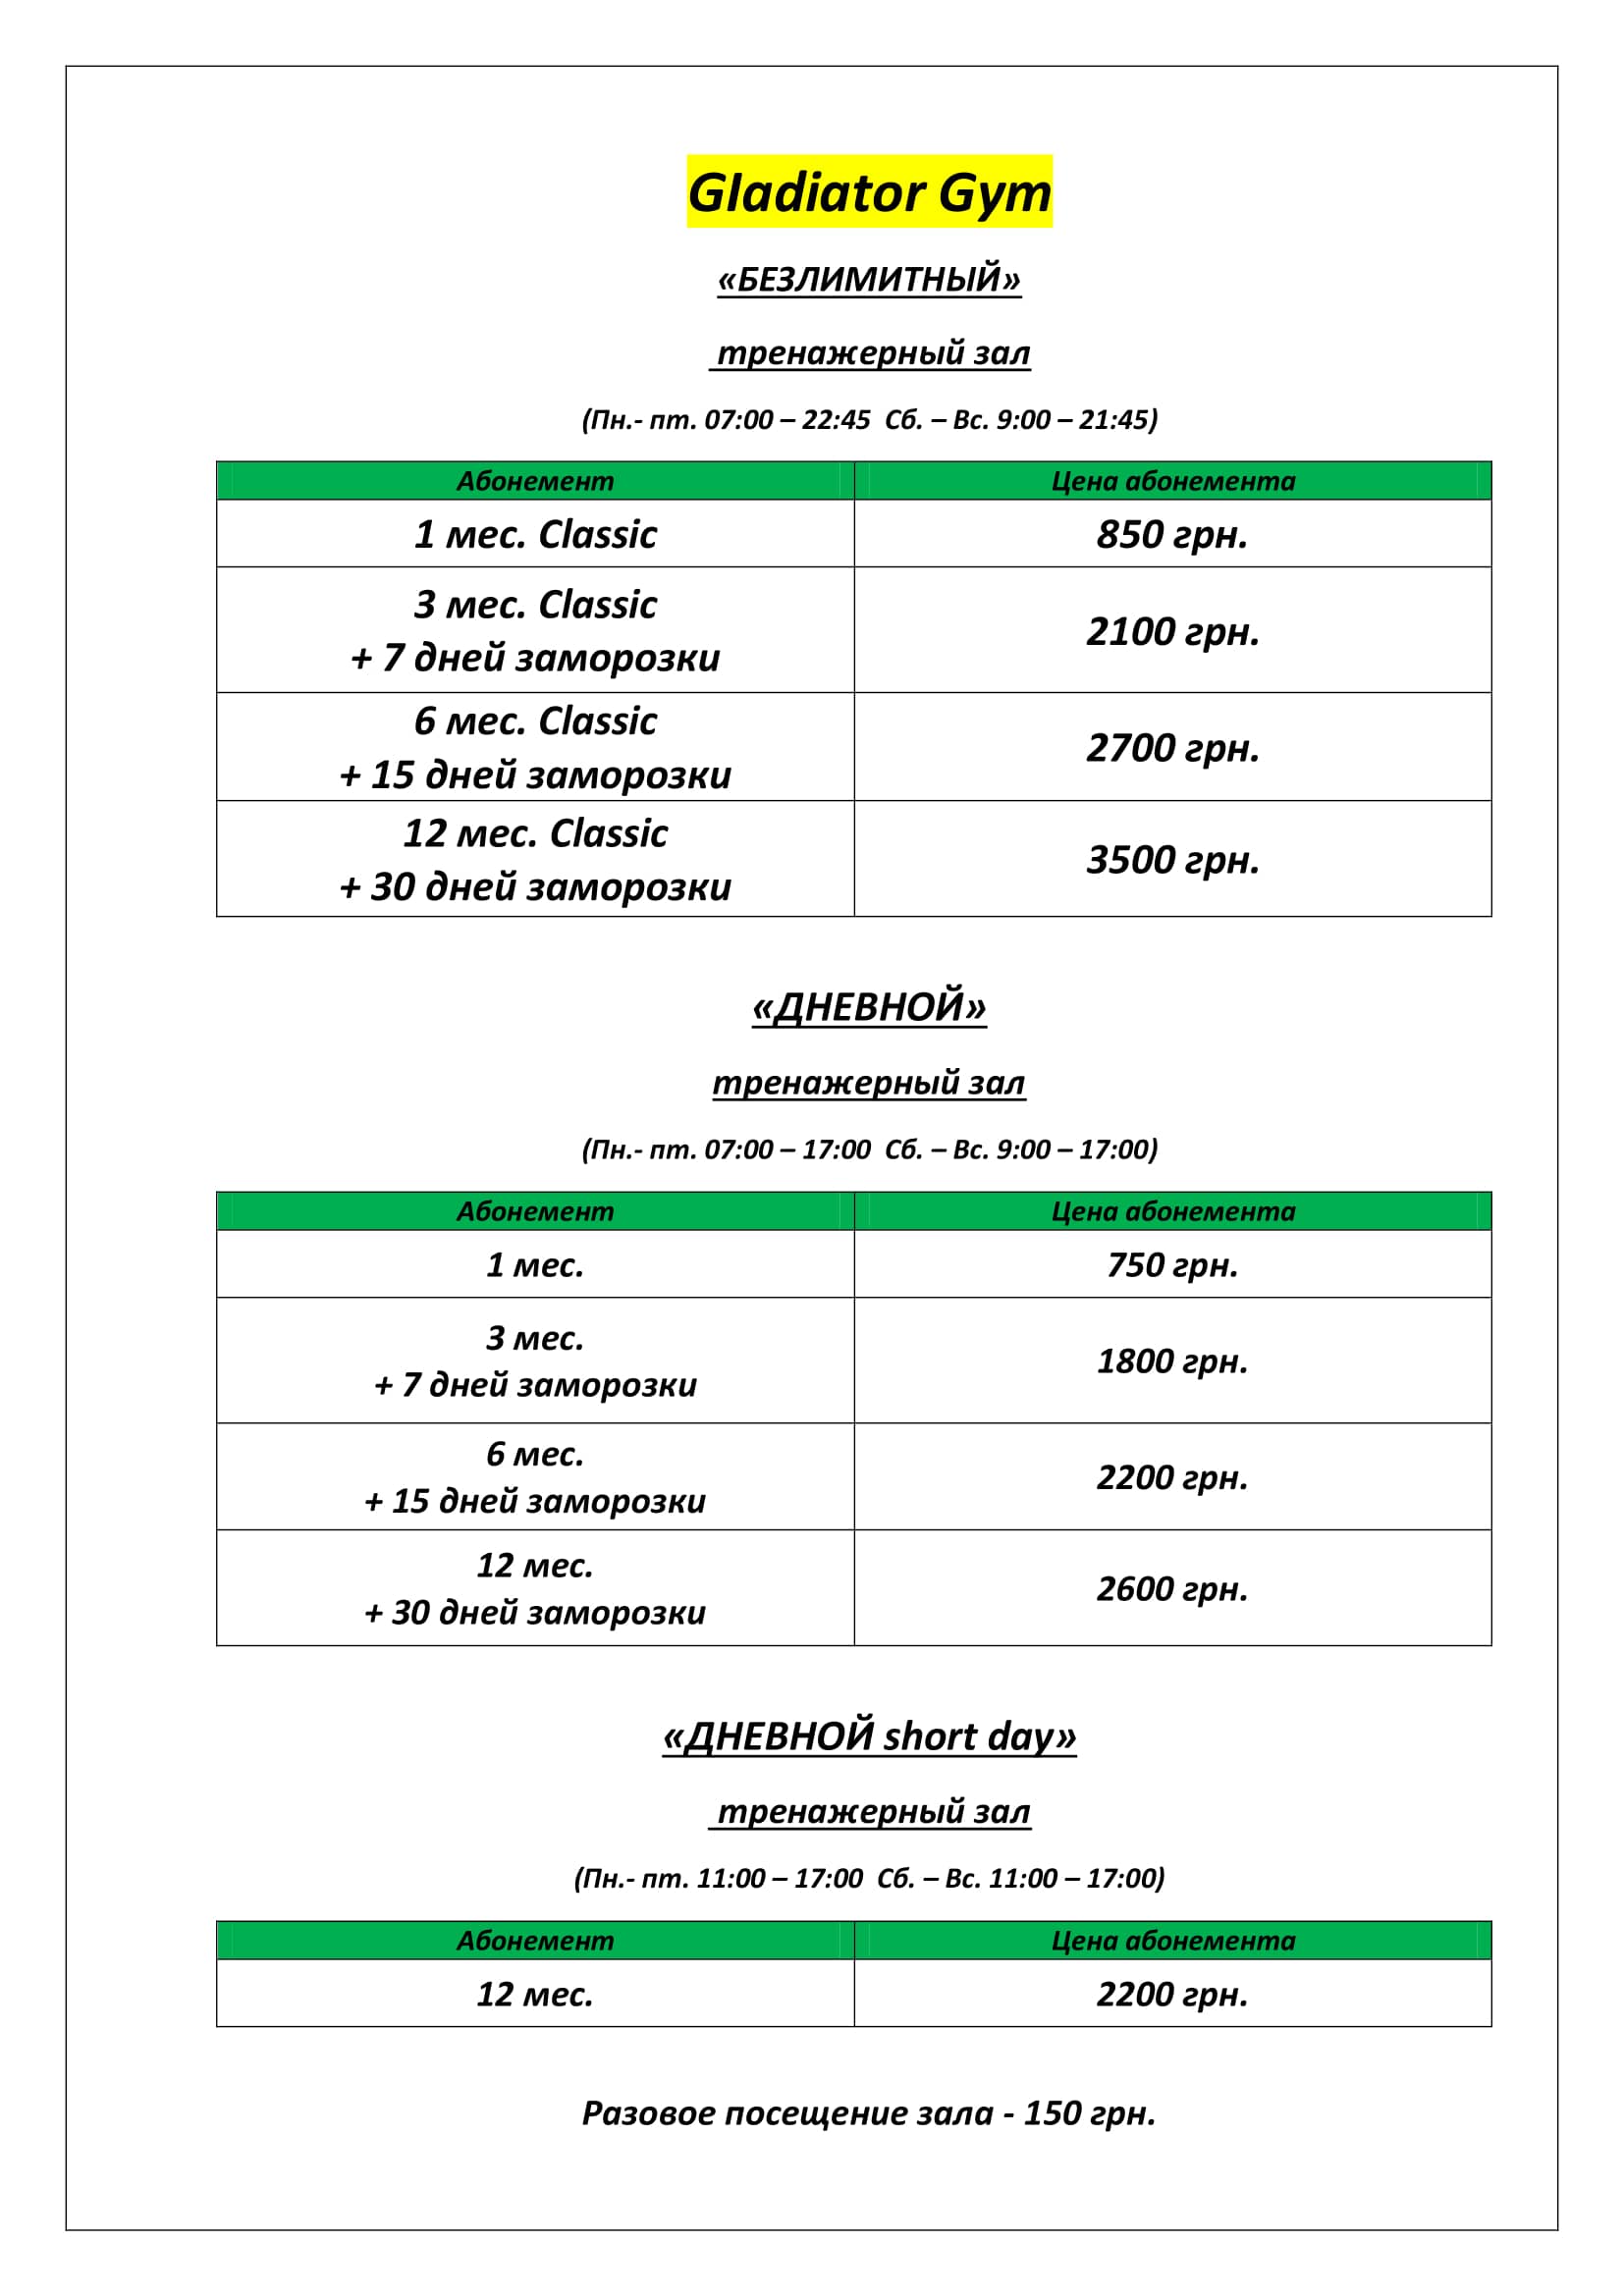 Gladiator Gym
«БЕЗЛИМИТНЫЙ»
тренажерный зал
(Пн.- пт. 07:00 – 22:45  Сб. – Вс. 9:00 – 21:45)
Абонемент	Цена абонемента
1 мес. Classic	850 грн.
3 мес. Classic
+ 7 дней заморозки	2100 грн.
6 мес. Classic
+ 15 дней заморозки	2700 грн.
12 мес. Classic
+ 30 дней заморозки	3500 грн.
«ДНЕВНОЙ»
тренажерный зал
(Пн.- пт. 07:00 – 17:00  Сб. – Вс. 9:00 – 17:00)
Абонемент	Цена абонемента
1 мес.	750 грн.
3 мес.
+ 7 дней заморозки	1800 грн.
6 мес.
+ 15 дней заморозки	2200 грн.
12 мес.
+ 30 дней заморозки	2600 грн.
«ДНЕВНОЙ short day»
тренажерный зал
(Пн.- пт. 11:00 – 17:00  Сб. – Вс. 11:00 – 17:00)
Абонемент	Цена абонемента
12 мес.	2200 грн.
Разовое посещение зала - 150 грн.